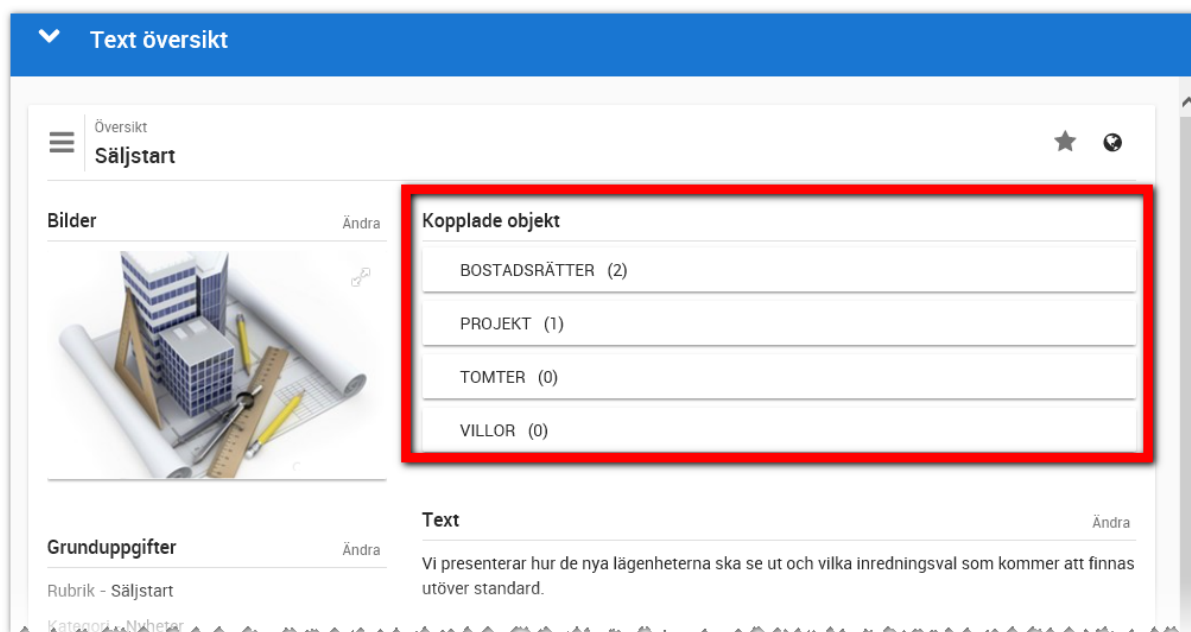 Text översikt
Översikt
Säljstart
Bilder
Ändra
Kopplade objekt
BOSTADSRÄTTER (2)
PROJEKT (1)
TOMTER (0)
VILLOR (0)
Grunduppgifter
Ändra
Rubrik - Säljstart
Kategori - Nyheter
Text
Ändra
Vi presenterar hur de nya lägenheterna ska se ut och vilka inredningsval som kommer att finnas
utöver standard.